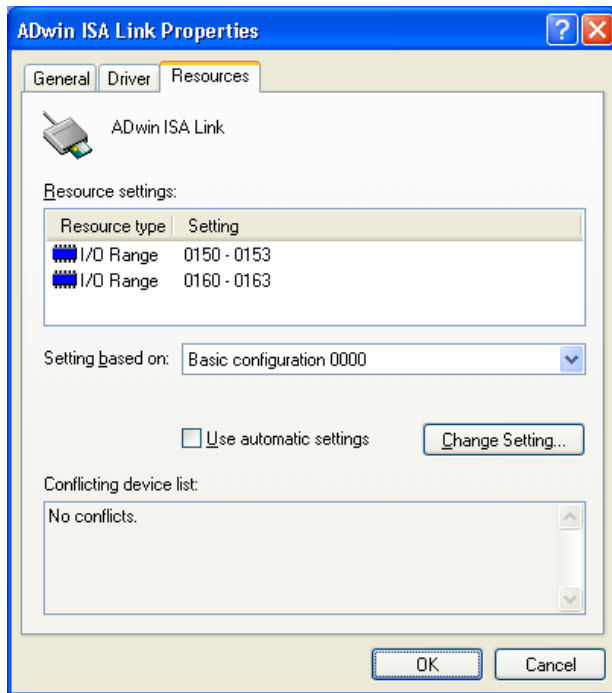 ADwin ISA Link Properties
General Driver Resources
ADwin ISA Link
Resource settings:
Resource type Setting
I/O Range 0150 - 0153
I/O Range 0160 - 0163
Setting based on: Basic configuration 0000
Use automatic settings Change Setting...
Conflicting device list:
No conflicts.
OK Cancel